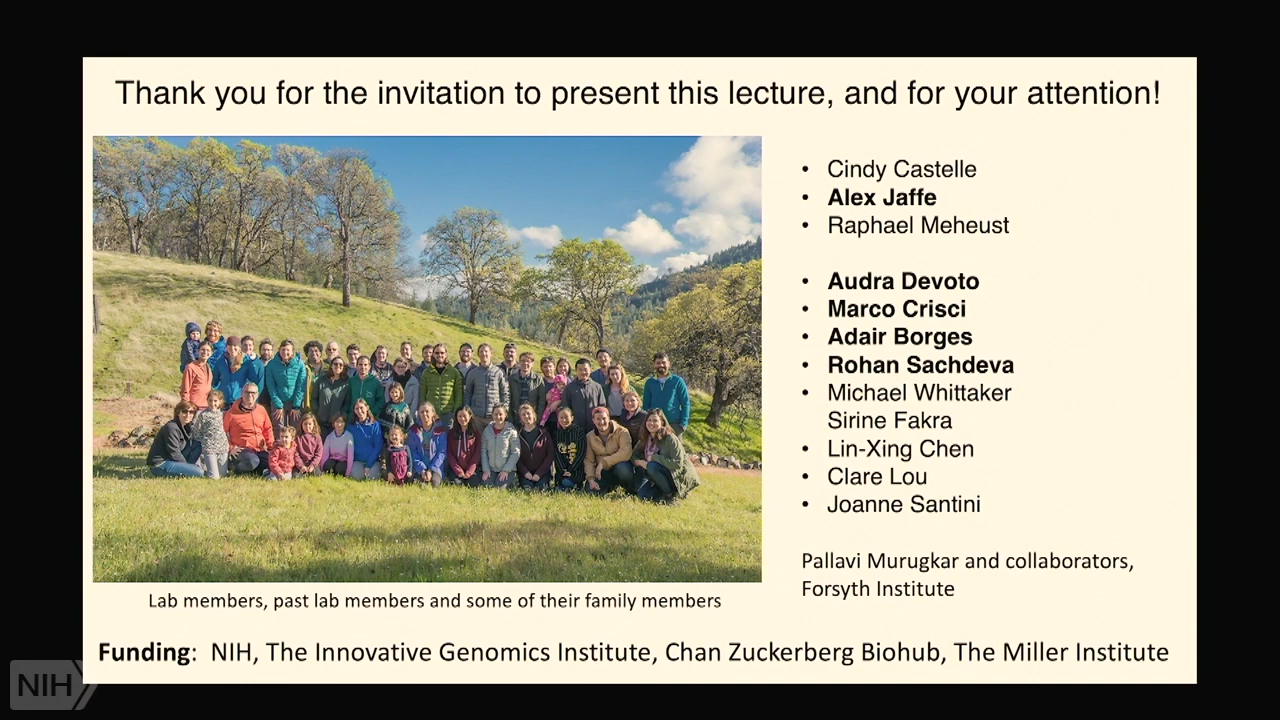 Thank you for the invitation to present this lecture, and for your attention!
• Cindy Castelle
• Alex Jaffe
• Raphael Meheust
• Audra Devoto
• Marco Crisci
• Adair Borges
• Rohan Sachdeva
• Michael Whittaker
Sirine Fakra
• Lin-Xing Chen
• Clare Lou
• Joanne Santini
Pallavi Murugkar and collaborators,
Forsyth Institute
Lab members, past lab members and some of their family members
Funding: NIH, The Innovative Genomics Institute, Chan Zuckerberg Biohub, The Miller Institute
NIH